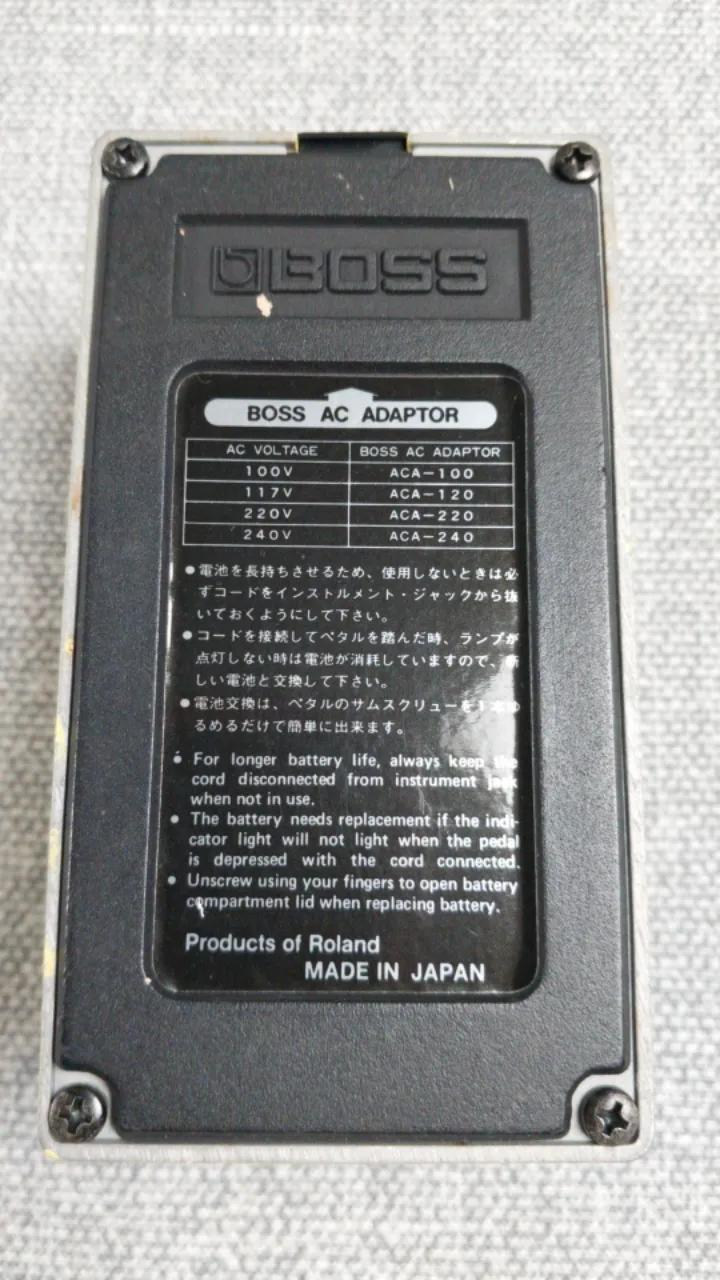 BOSS
BOSS AC ADAPTOR
AC VOLTAGE BOSS AC ADAPTOR
100V ACA-100
117V ACA-120
220V ACA-220
240V ACA-240
●電池を長持ちさせるため、使用しないときは必
ずコードをインストルメント・ジャックから抜
いておくようにして下さい。
●コードを接続してペタルを踏んだ時、ランプが
点灯しない時は電池が消耗していますので、新
しい電池と交換して下さい。
●電池交換は、ペタルのサムスクリューを1本ゆ
るめるだけで簡単に出来ます。
● For longer battery life, always keep the
cord disconnected from instrument jack
when not in use.
● The battery needs replacement if the indi-
cator light will not light when the pedal
is depressed with the cord connected.
● Unscrew using your fingers to open battery
compartment lid when replacing battery.
Products of Roland
MADE IN JAPAN